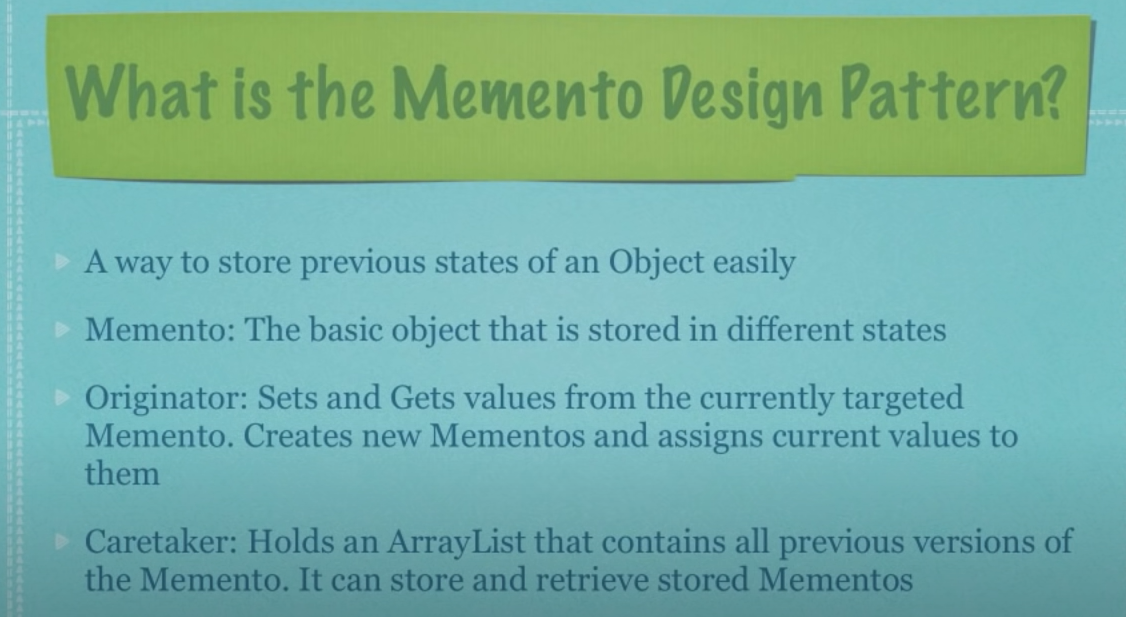 What is the Memento Design Pattern?
A way to store previous states of an Object easily
Memento: The basic object that is stored in different states
Originator: Sets and Gets values from the currently targeted
Memento. Creates new Mementos and assigns current values to
them
Caretaker: Holds an ArrayList that contains all previous versions of
the Memento. It can store and retrieve stored Mementos